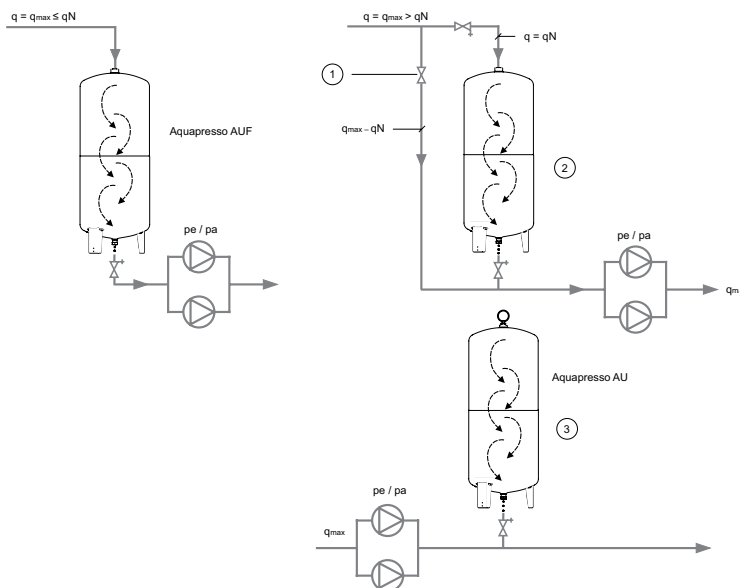 q = qmax ≤ qN
Aquapresso AUF
pe / pa
q = qmax > qN
q = qN
1
qmax – qN
2
pe / pa
qm
Aquapresso AU
3
pe / pa
qmax